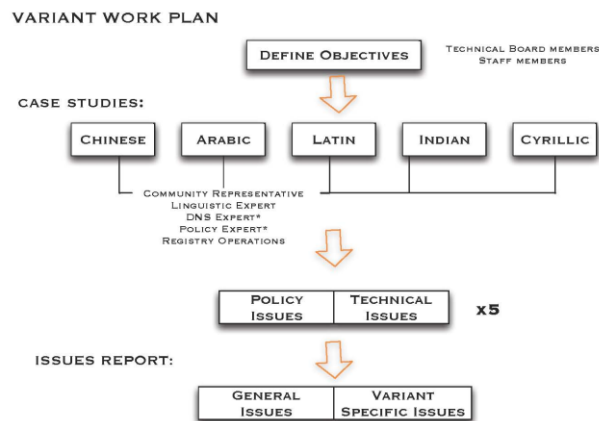 VARIANT WORK PLAN
DEFINE OBJECTIVES
TECHNICAL BOARD MEMBERS
STAFF MEMBERS
CASE STUDIES:
CHINESE
ARABIC
LATIN
INDIAN
CYRILLIC
COMMUNITY REPRESENTATIVE
LINGUISTIC EXPERT
DNS EXPERT*
POLICY EXPERT*
REGISTRY OPERATIONS
POLICY
ISSUES
TECHNICAL
ISSUES
x5
ISSUES REPORT:
GENERAL
ISSUES
VARIANT
SPECIFIC ISSUES